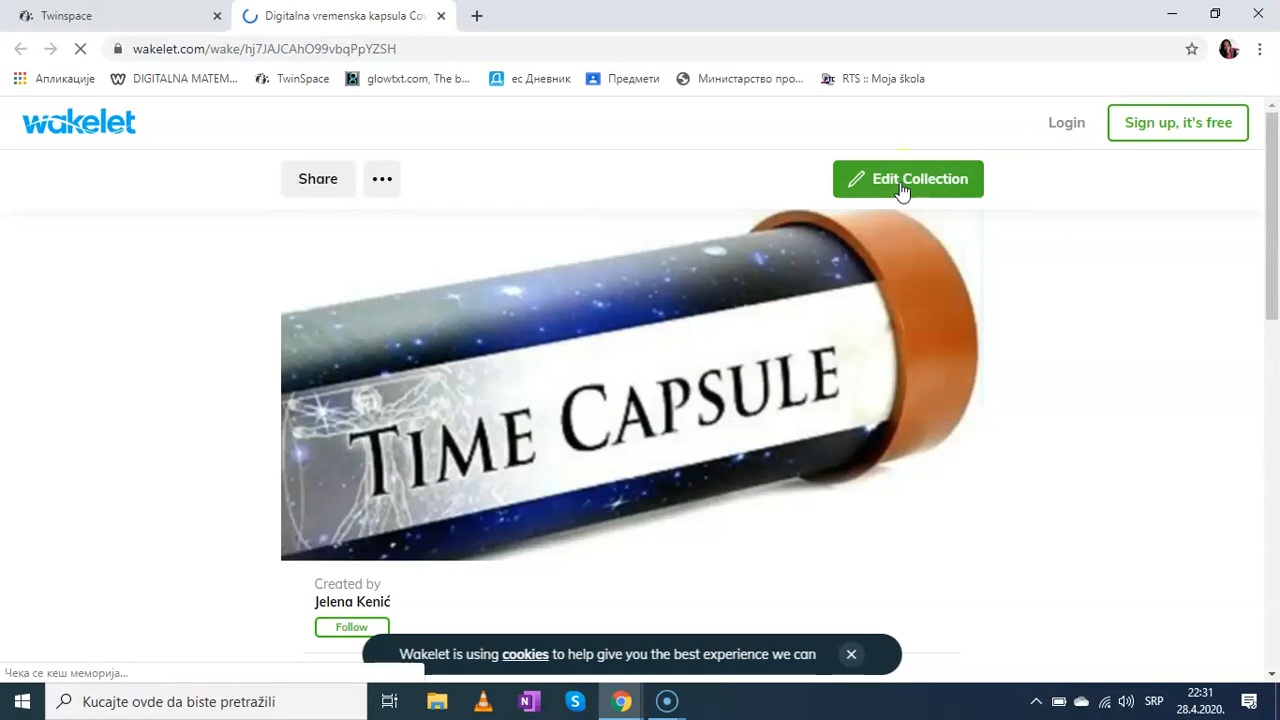 Twinspace
Digitalna vremenska kapsula Cov
wakelet.com/wake/hj7JAJCAhO99vbqPpYZSH
Апликације
DIGITALNA MATEM...
TwinSpace
glowtxt.com, The b...
ес Дневник
Предмети
Министарство про...
RTS :: Moja škola
wakelet
Login
Sign up, it's free
Share
Edit Collection
TIME CAPSULE
Created by
Jelena Kenić
Follow
Wakelet is using cookies to help give you the best experience we can
Чека се кеш меморија...
Kucajte ovde da biste pretražili
SRP
22:31
28.4.2020.